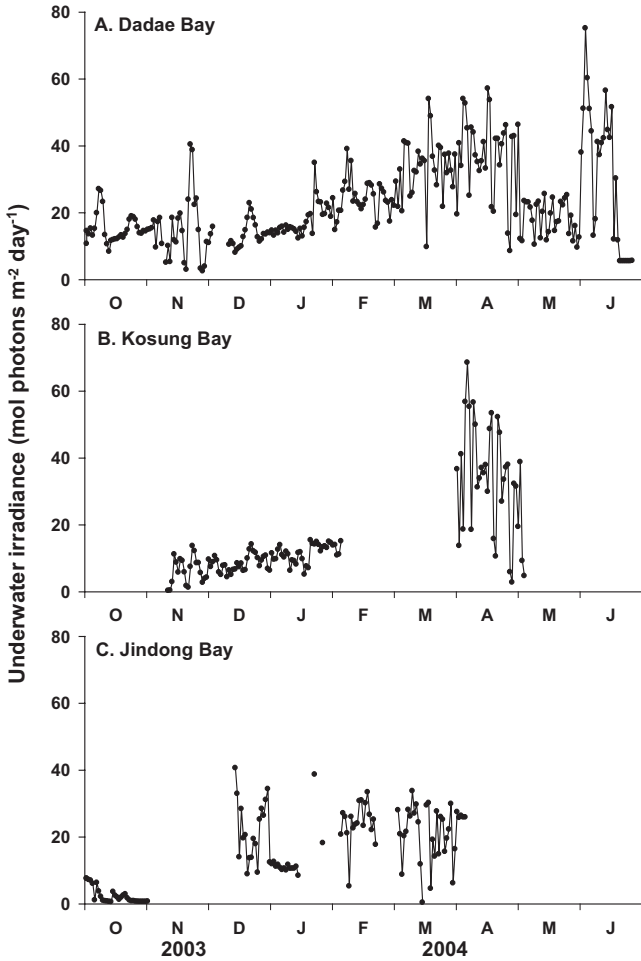 Underwater irradiance (mol photons m⁻² day⁻¹)
A. Dadae Bay
80
60
40
20
0
O N D J F M A M J
B. Kosung Bay
80
60
40
20
0
O N D J F M A M J
C. Jindong Bay
80
60
40
20
0
O N D J F M A M J
2003 2004